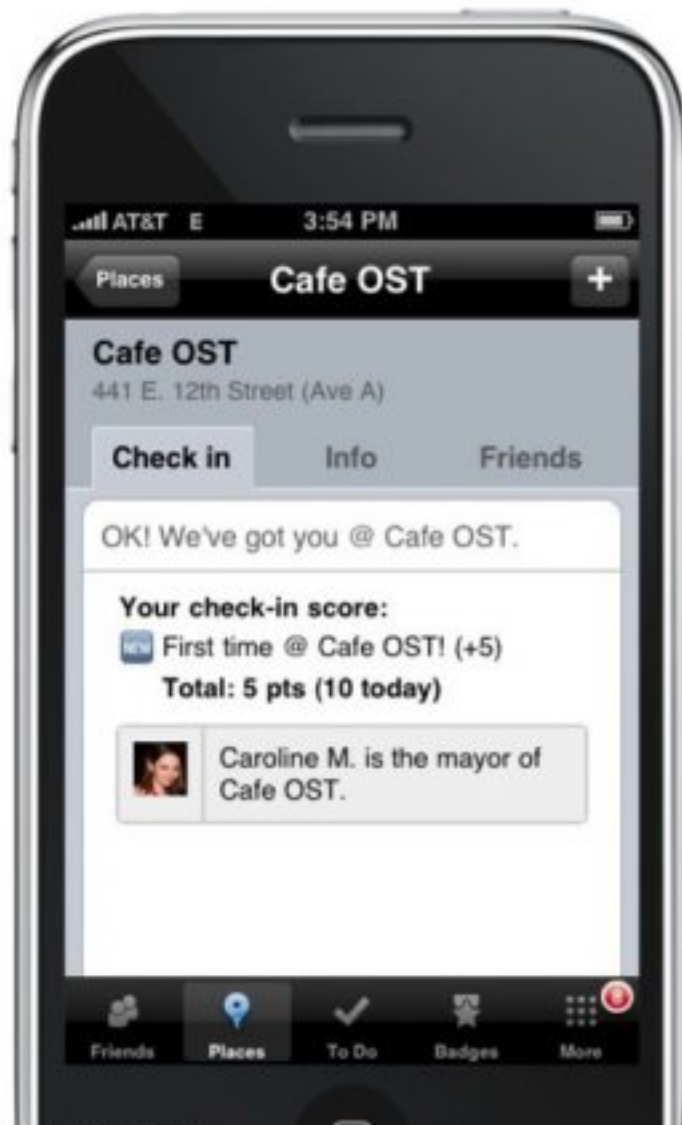 AT&T E 3:54 PM
Places Cafe OST +
Cafe OST
441 E. 12th Street (Ave A)
Check in Info Friends
OK! We've got you @ Cafe OST.
Your check-in score:
NEW First time @ Cafe OST! (+5)
Total: 5 pts (10 today)
Caroline M. is the mayor of
Cafe OST.
Friends Places To Do Badges More